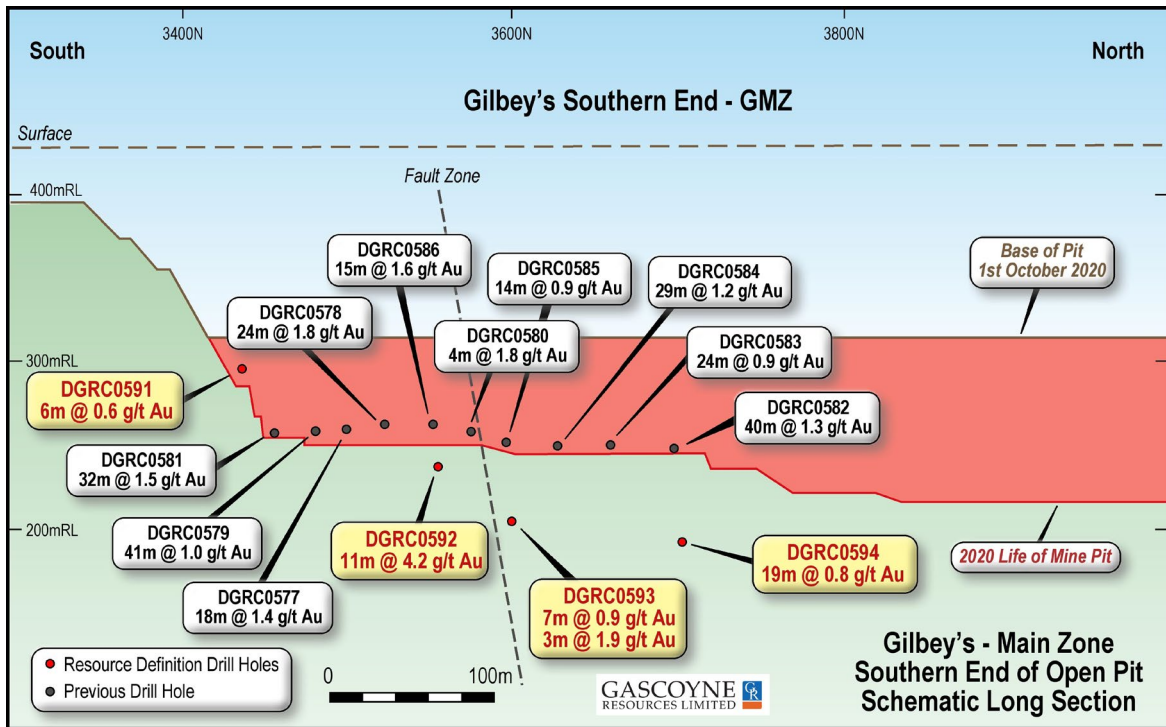 3400N
3600N
3800N
South
North
Gilbey's Southern End - GMZ
Surface
Fault Zone
400mRL
300mRL
200mRL
DGRC0586
15m @ 1.6 g/t Au
DGRC0585
14m @ 0.9 g/t Au
DGRC0584
29m @ 1.2 g/t Au
Base of Pit
1st October 2020
DGRC0578
24m @ 1.8 g/t Au
DGRC0580
4m @ 1.8 g/t Au
DGRC0583
24m @ 0.9 g/t Au
DGRC0591
6m @ 0.6 g/t Au
DGRC0582
40m @ 1.3 g/t Au
DGRC0581
32m @ 1.5 g/t Au
DGRC0579
41m @ 1.0 g/t Au
DGRC0592
11m @ 4.2 g/t Au
DGRC0594
19m @ 0.8 g/t Au
2020 Life of Mine Pit
DGRC0577
18m @ 1.4 g/t Au
DGRC0593
7m @ 0.9 g/t Au
3m @ 1.9 g/t Au
Resource Definition Drill Holes
Previous Drill Hole
0
100m
GASCOYNE
RESOURCES LIMITED
GR
Gilbey's - Main Zone
Southern End of Open Pit
Schematic Long Section